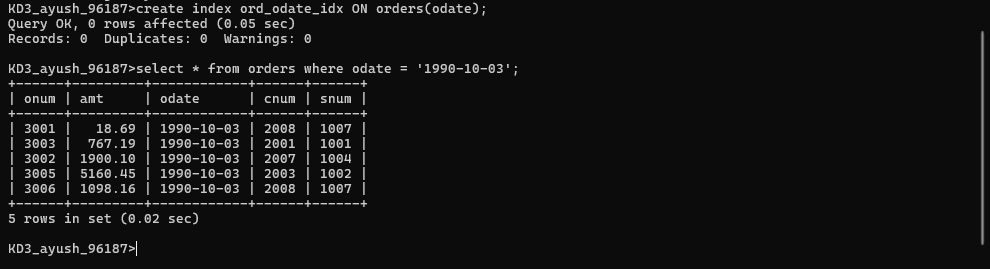 KD3_ayush_96187>create index ord_odate_idx ON orders(odate);
Query OK, 0 rows affected (0.05 sec)
Records: 0  Duplicates: 0  Warnings: 0

KD3_ayush_96187>select * from orders where odate = '1990-10-03';
+------+---------+------------+------+------+
| onum | amt     | odate      | cnum | snum |
+------+---------+------------+------+------+
| 3001 |   18.69 | 1990-10-03 | 2008 | 1007 |
| 3003 |  767.19 | 1990-10-03 | 2001 | 1001 |
| 3002 | 1900.10 | 1990-10-03 | 2007 | 1004 |
| 3005 | 5160.45 | 1990-10-03 | 2003 | 1002 |
| 3006 | 1098.16 | 1990-10-03 | 2008 | 1007 |
+------+---------+------------+------+------+
5 rows in set (0.02 sec)

KD3_ayush_96187>